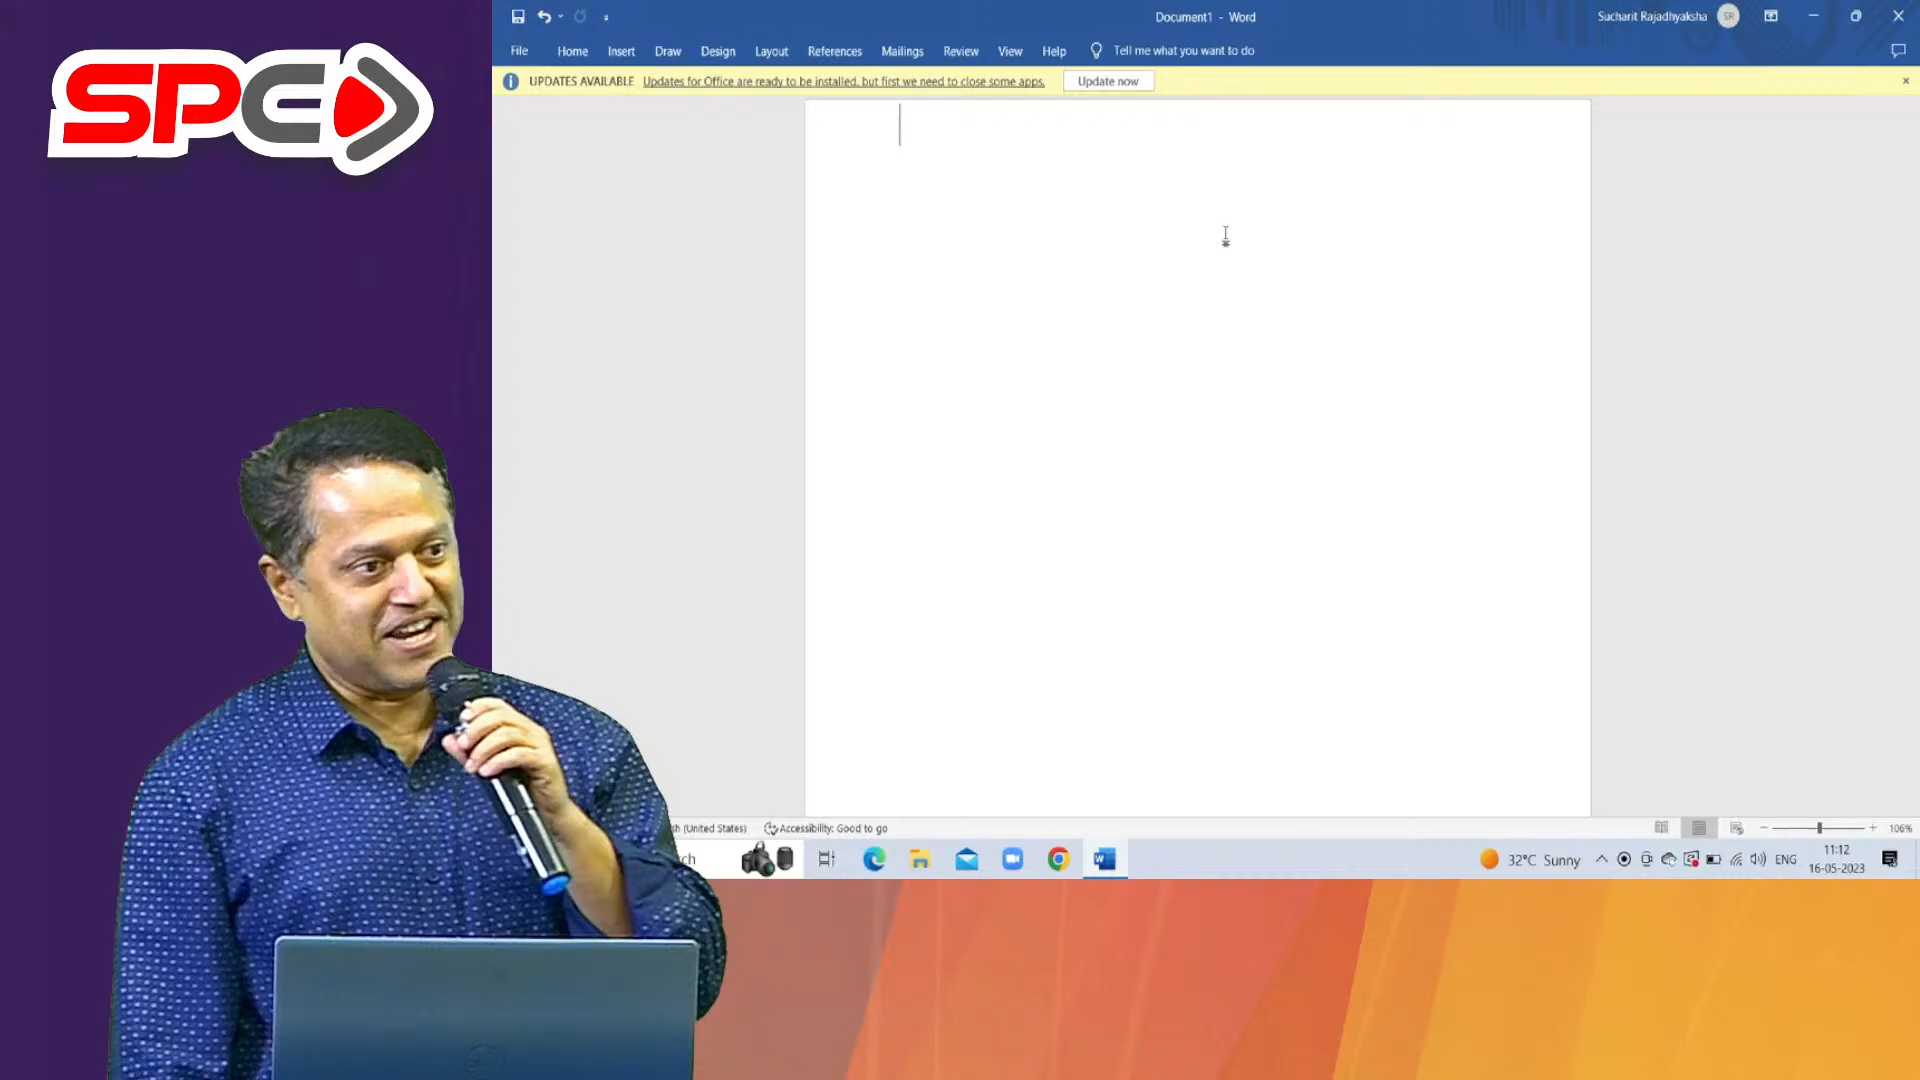 SPE
Document1 - Word
Sucharit Rajadhyaksha
SR
File Home Insert Draw Design Layout References Mailings Review View Help Tell me what you want to do
UPDATES AVAILABLE Updates for Office are ready to be installed, but first we need to close some apps. Update now
sh (United States) Accessibility: Good to go
106%
rch
32°C Sunny
ENG
11:12
16-05-2023